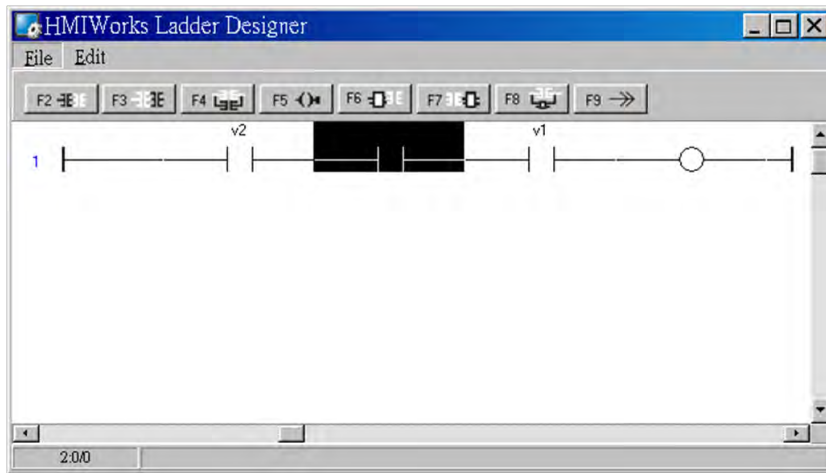 HMIWorks Ladder Designer
File Edit
F2 F3 F4 F5 F6 F7 F8 F9
v2 v1
1
2:0/0